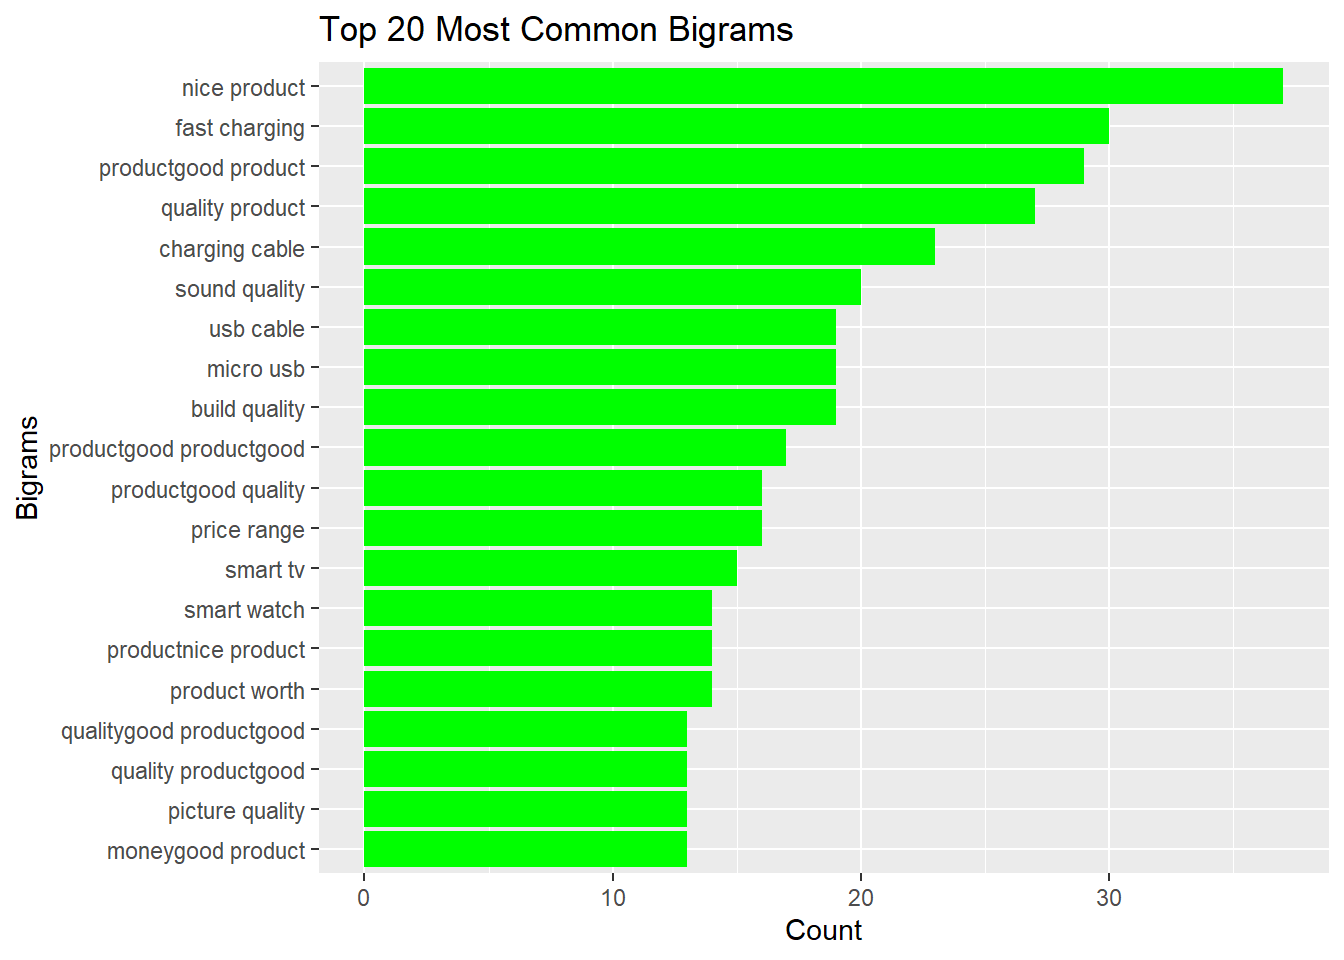 Top 20 Most Common Bigrams
nice product
fast charging
productgood product
quality product
charging cable
sound quality
usb cable
micro usb
build quality
productgood productgood
productgood quality
price range
smart tv
smart watch
productnice product
product worth
qualitygood productgood
quality productgood
picture quality
moneygood product
Bigrams
0 10 20 30
Count